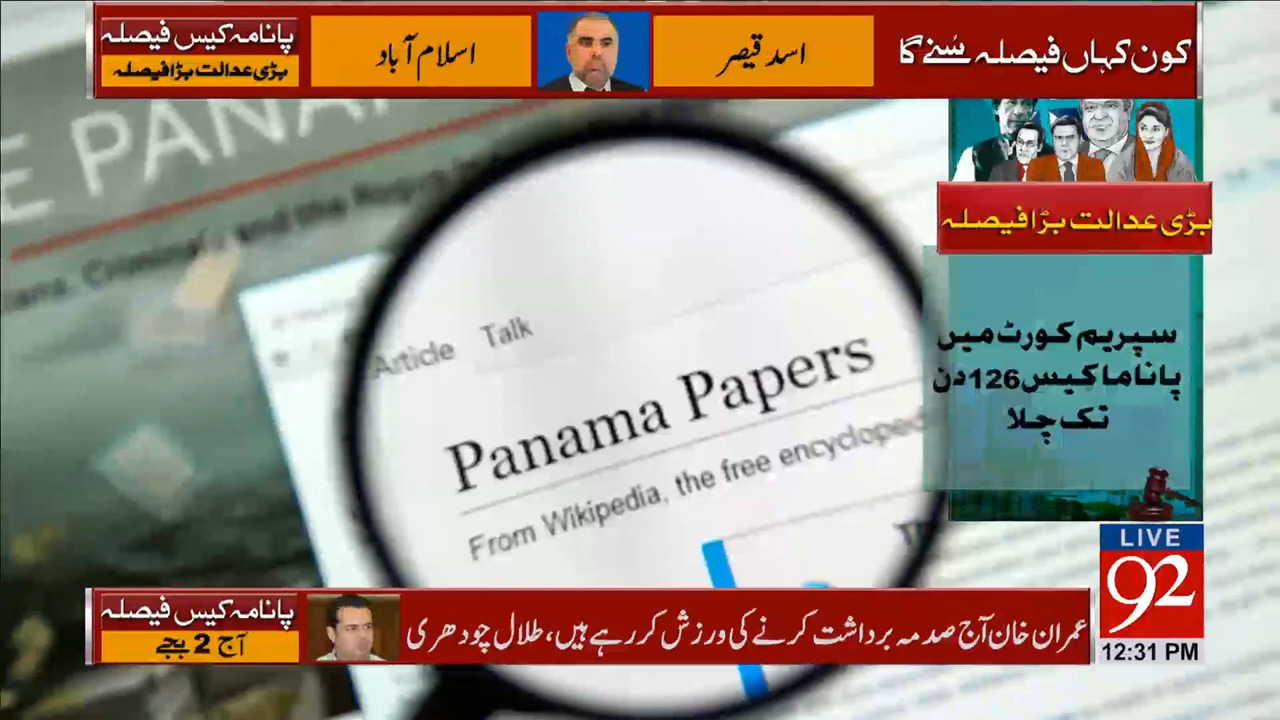 کون کہاں فیصلہ سُنے گا
اسد قیصر
اسلام آباد
پانامہ کیس فیصلہ
بڑی عدالت بڑا فیصلہ
بڑی عدالت بڑا فیصلہ
سپریم کورٹ میں
پاناما کیس 126 دن
تک چلا
Article Talk
Panama Papers
From Wikipedia, the free encycloped
LIVE
92
12:31 PM
عمران خان آج صدمہ برداشت کرنے کی ورزش کر رہے ہیں، طلال چودھری
پانامہ کیس فیصلہ
آج 2 بجے